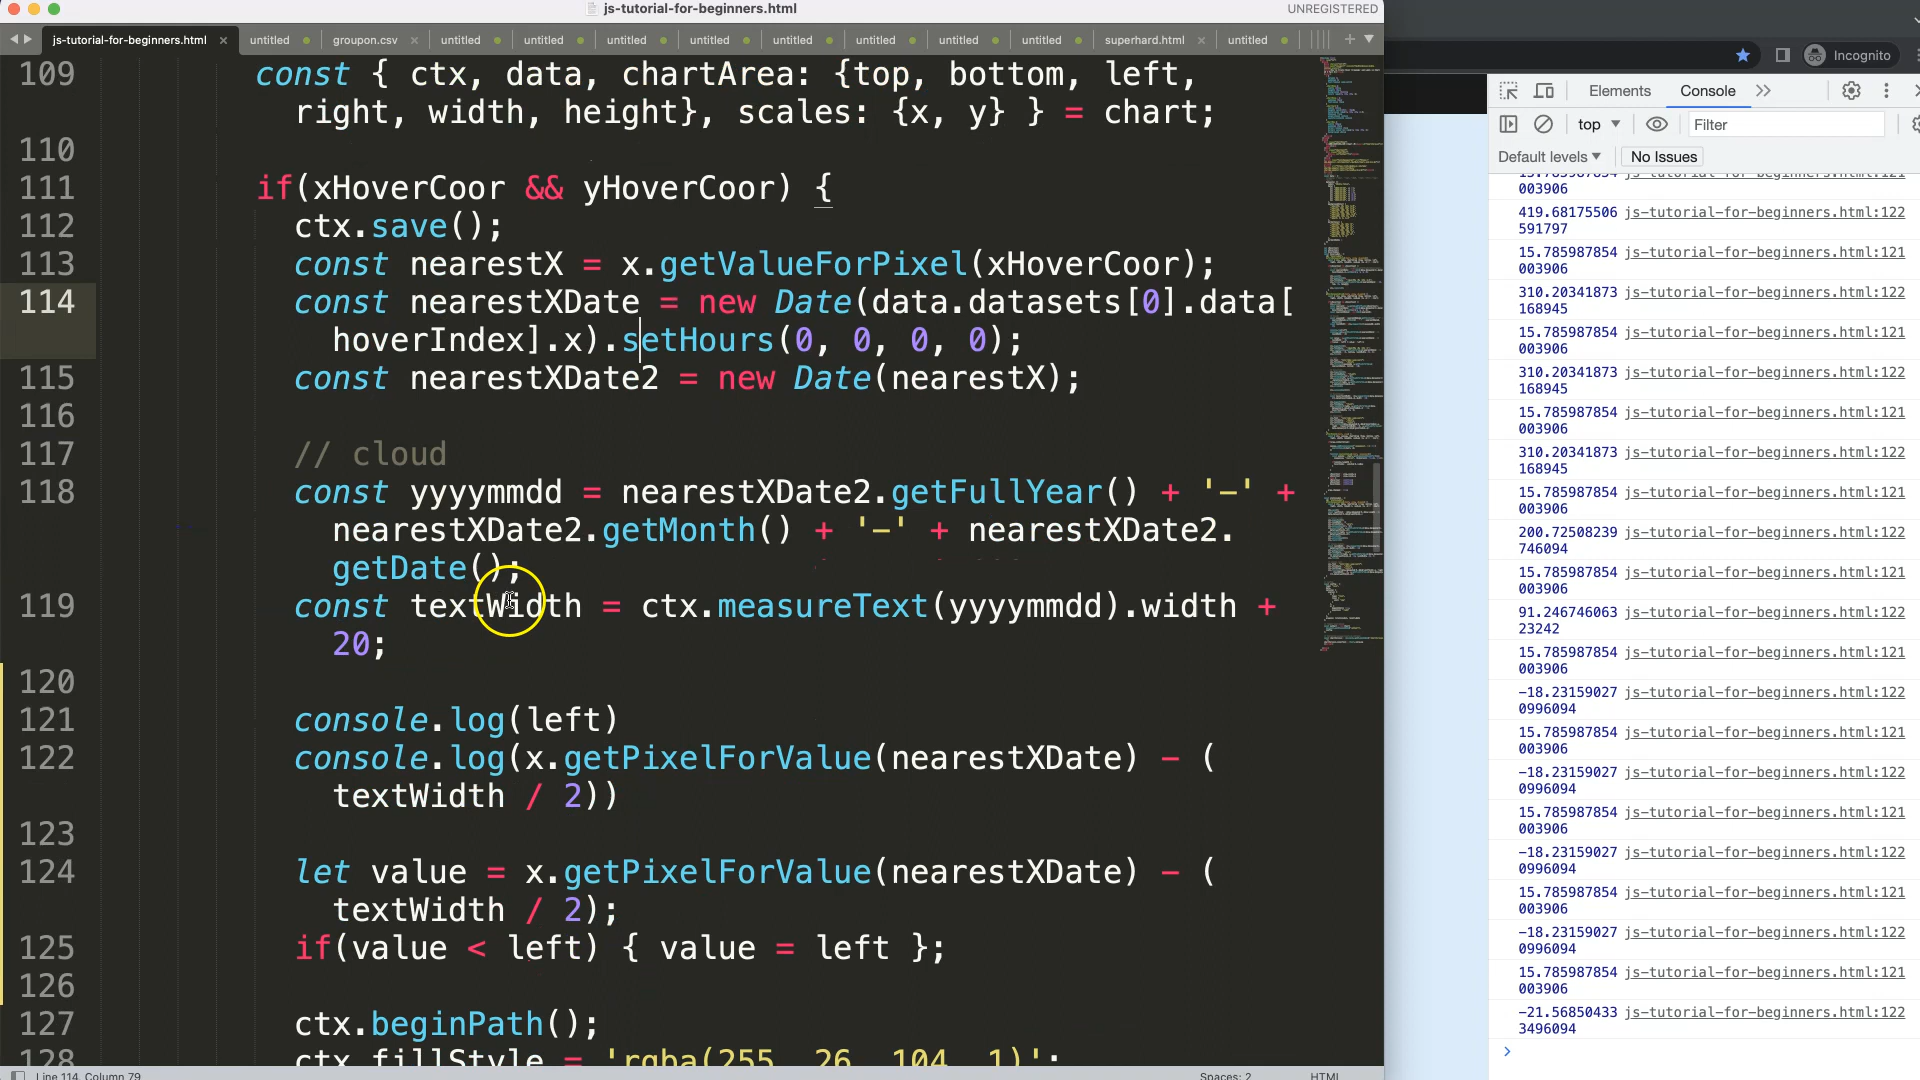 js-tutorial-for-beginners.html
UNREGISTERED
js-tutorial-for-beginners.html × untitled groupon.csv × untitled untitled untitled untitled untitled untitled untitled untitled superhard.html × untitled + ▼
109 const { ctx, data, chartArea: {top, bottom, left,
right, width, height}, scales: {x, y} } = chart;
110
111 if(xHoverCoor && yHoverCoor) {
112 ctx.save();
113 const nearestX = x.getValueForPixel(xHoverCoor);
114 const nearestXDate = new Date(data.datasets[0].data[
hoverIndex].x).setHours(0, 0, 0, 0);
115 const nearestXDate2 = new Date(nearestX);
116
117 // cloud
118 const yyyymmdd = nearestXDate2.getFullYear() + '-' +
nearestXDate2.getMonth() + '-' + nearestXDate2.
getDate();
119 const textWidth = ctx.measureText(yyyymmdd).width +
20;
120
121 console.log(left)
122 console.log(x.getPixelForValue(nearestXDate) - (
textWidth / 2))
123
124 let value = x.getPixelForValue(nearestXDate) - (
textWidth / 2);
125 if(value < left) { value = left };
126
127 ctx.beginPath();
128 ctx.fillStyle = 'rgba(255, 26, 104, 1)';
Line 114, Column 79
Spaces: 2
HTML
Incognito
Elements Console
top ▼ Filter
Default levels ▼ No Issues
15.785987854 js-tutorial-for-beginners.html:121
003906
419.68175506 js-tutorial-for-beginners.html:122
591797
15.785987854 js-tutorial-for-beginners.html:121
003906
310.20341873 js-tutorial-for-beginners.html:122
168945
15.785987854 js-tutorial-for-beginners.html:121
003906
310.20341873 js-tutorial-for-beginners.html:122
168945
15.785987854 js-tutorial-for-beginners.html:121
003906
310.20341873 js-tutorial-for-beginners.html:122
168945
15.785987854 js-tutorial-for-beginners.html:121
003906
200.72508239 js-tutorial-for-beginners.html:122
746094
15.785987854 js-tutorial-for-beginners.html:121
003906
91.246746063 js-tutorial-for-beginners.html:122
23242
15.785987854 js-tutorial-for-beginners.html:121
003906
-18.23159027 js-tutorial-for-beginners.html:122
0996094
15.785987854 js-tutorial-for-beginners.html:121
003906
-18.23159027 js-tutorial-for-beginners.html:122
0996094
15.785987854 js-tutorial-for-beginners.html:121
003906
-18.23159027 js-tutorial-for-beginners.html:122
0996094
15.785987854 js-tutorial-for-beginners.html:121
003906
-18.23159027 js-tutorial-for-beginners.html:122
0996094
15.785987854 js-tutorial-for-beginners.html:121
003906
-21.56850433 js-tutorial-for-beginners.html:122
3496094